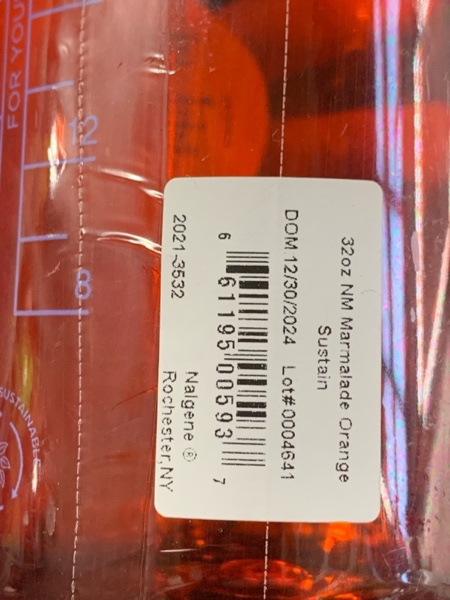 32oz NM Marmalade Orange
Sustain
DOM 12/30/2024 Lot#0004641
6 61195 00593 7
2021-3532
Nalgene ®
Rochester,NY
FOR YOU
12
8
SUSTAINABLE